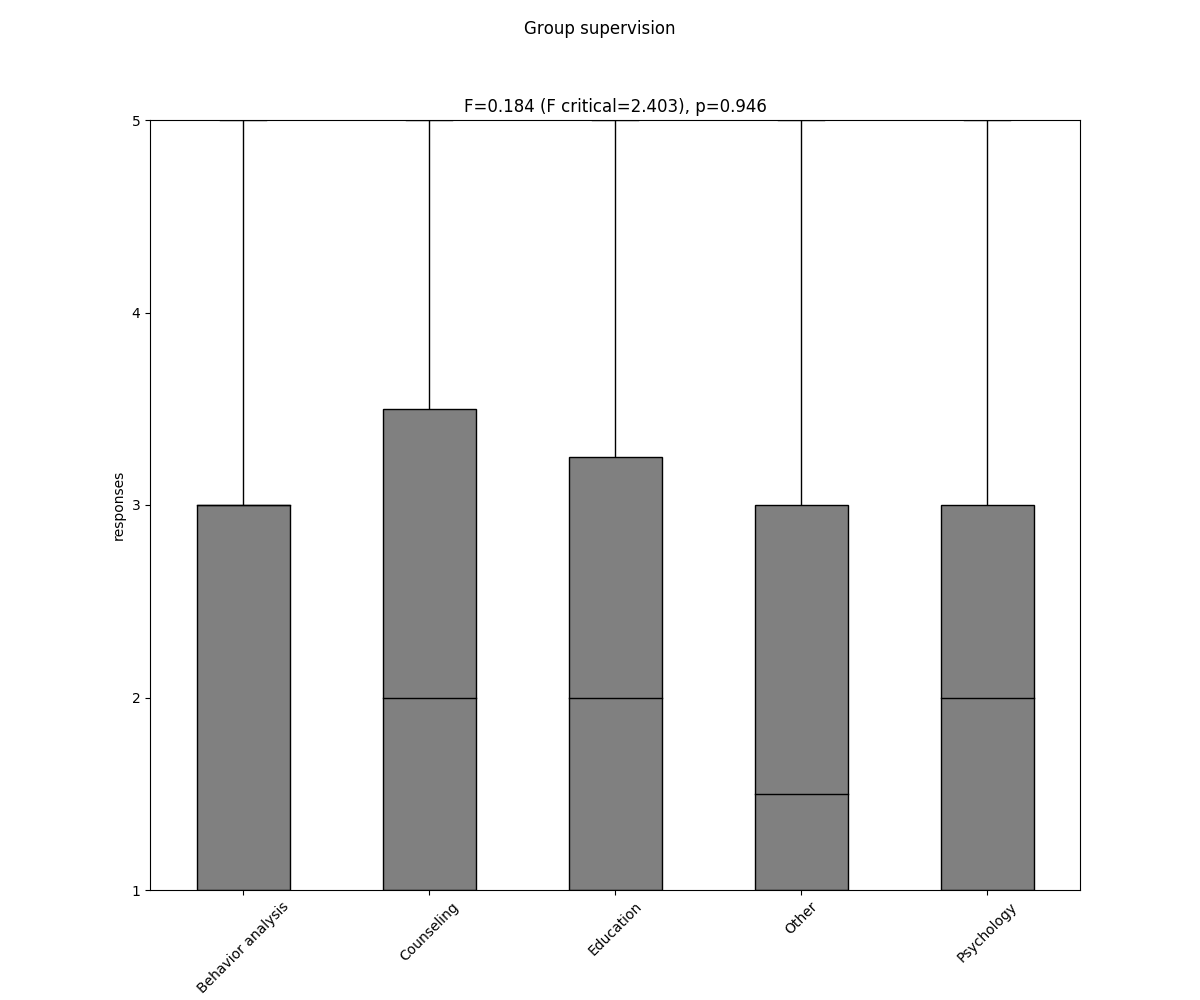 Group supervision
F=0.184 (F critical=2.403), p=0.946
5
4
3
2
1
responses
Behavior analysis
Counseling
Education
Other
Psychology